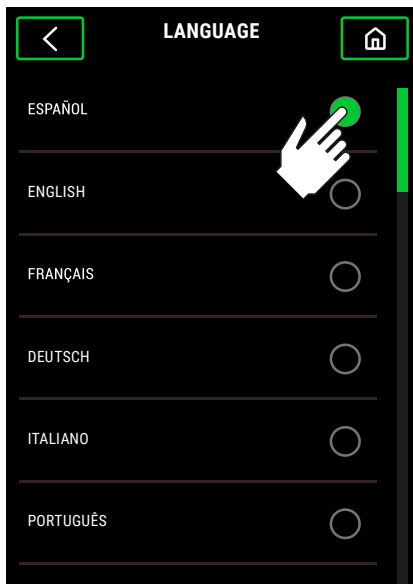 LANGUAGE
ESPAÑOL
ENGLISH
FRANÇAIS
DEUTSCH
ITALIANO
PORTUGUÊS